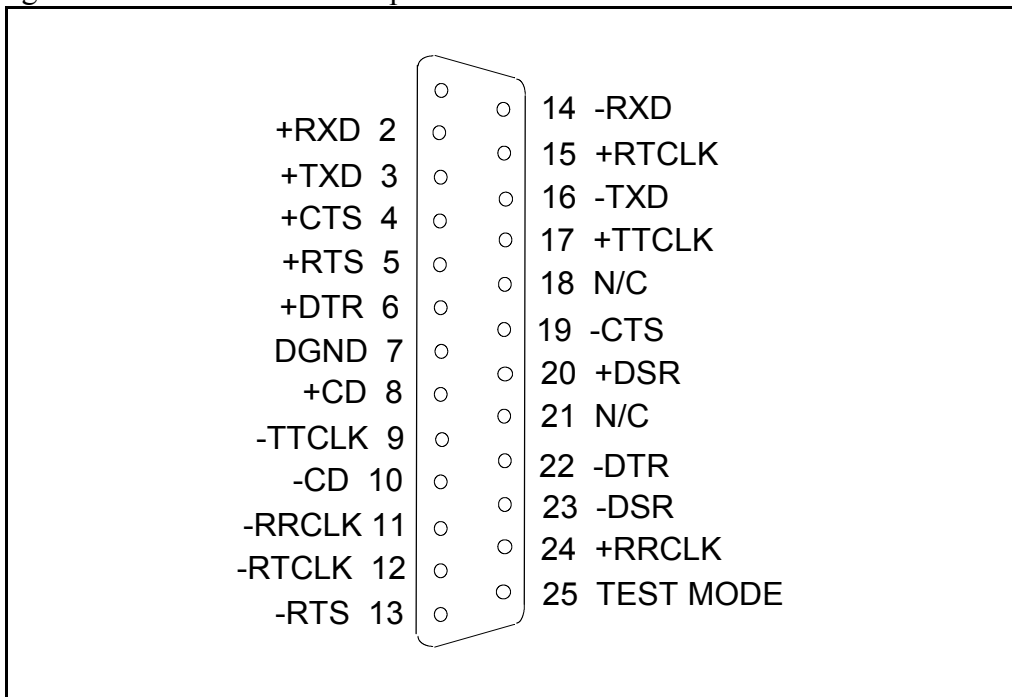 +RXD 2
+TXD 3
+CTS 4
+RTS 5
+DTR 6
DGND 7
+CD 8
-TTCLK 9
-CD 10
-RRCLK 11
-RTCLK 12
-RTS 13
14 -RXD
15 +RTCLK
16 -TXD
17 +TTCLK
18 N/C
19 -CTS
20 +DSR
21 N/C
22 -DTR
23 -DSR
24 +RRCLK
25 TEST MODE